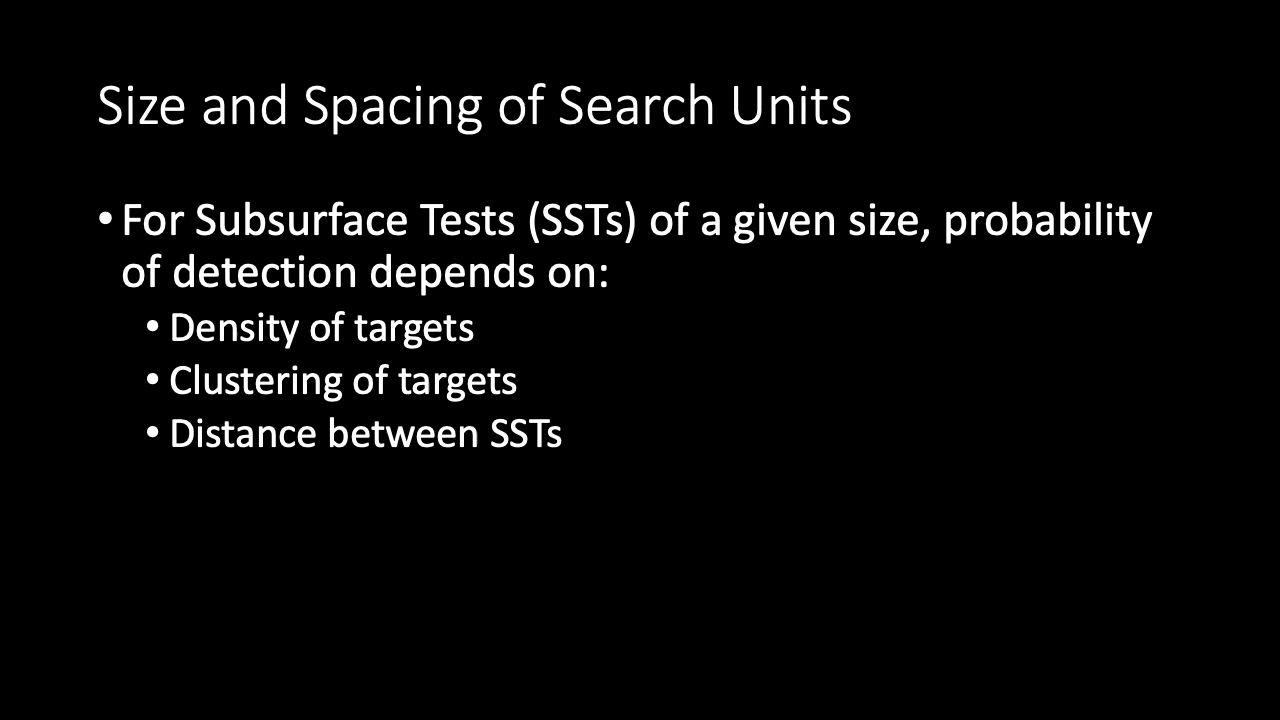 Size and Spacing of Search Units
• For Subsurface Tests (SSTs) of a given size, probability
of detection depends on:
• Density of targets
• Clustering of targets
• Distance between SSTs